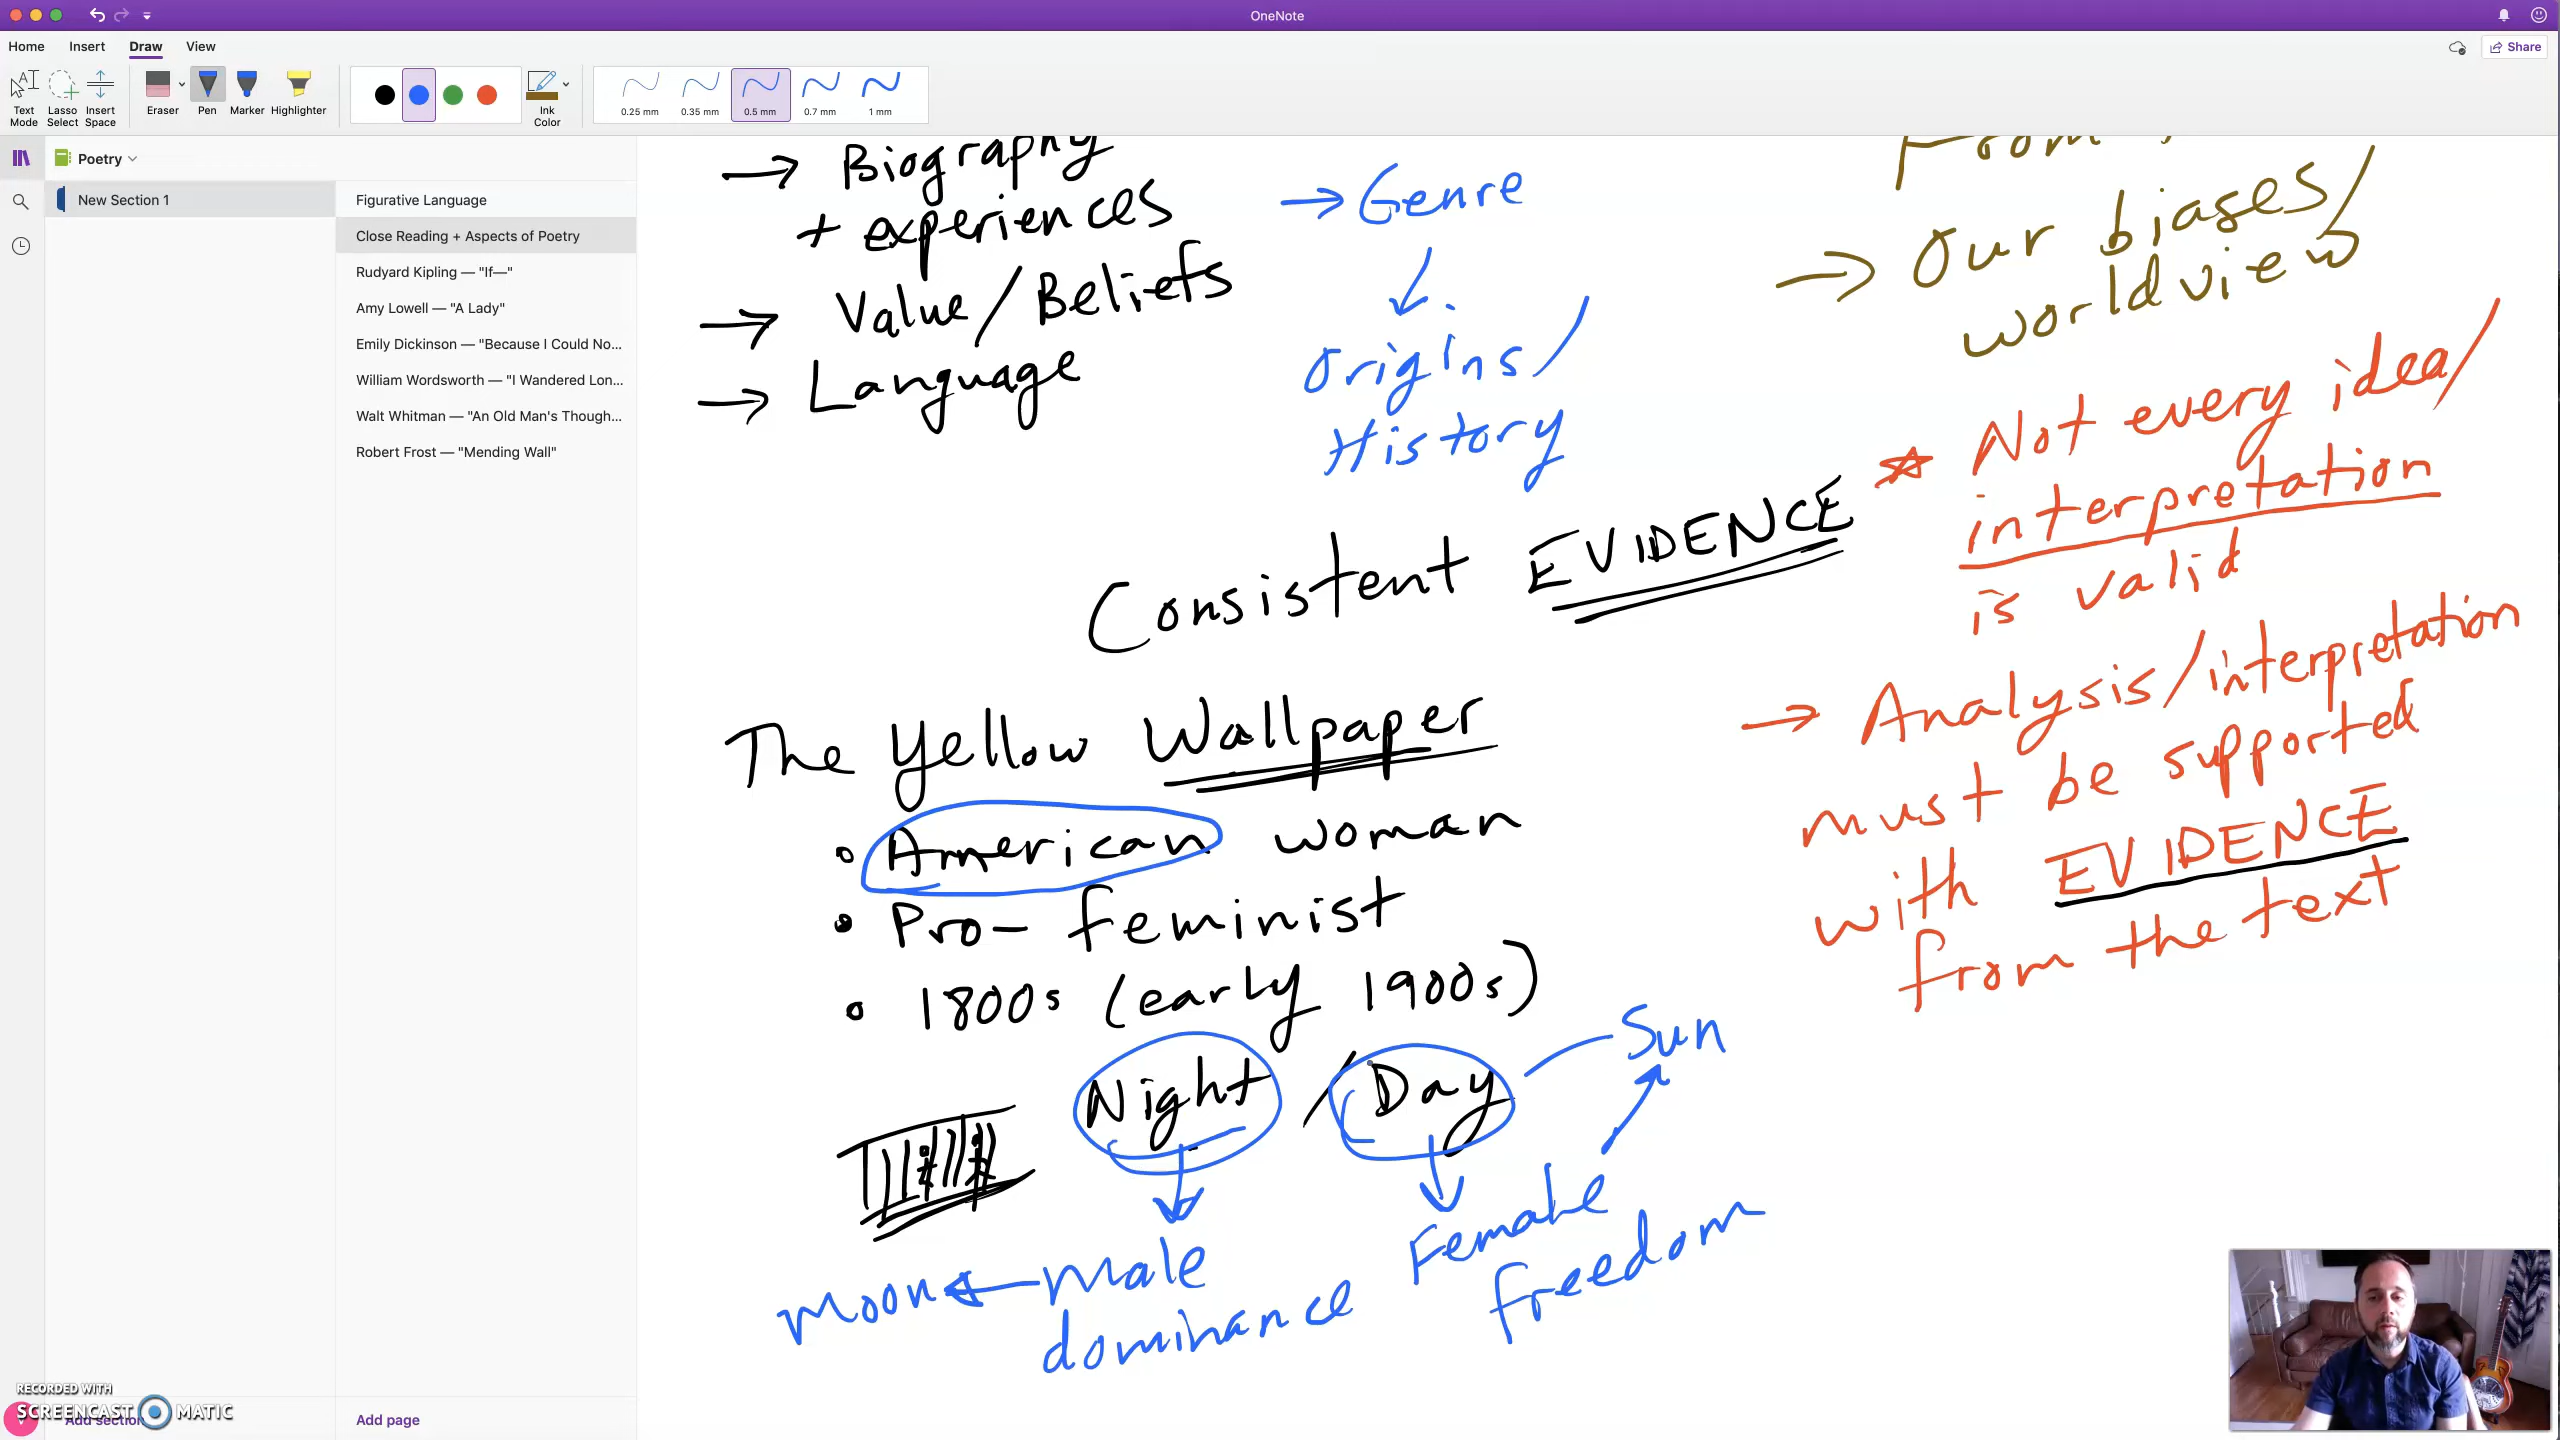 OneNote
Home Insert Draw View
Share
Text Mode
Lasso Select
Insert Space
Eraser
Pen
Marker
Highlighter
Ink Color
0.25 mm
0.35 mm
0.5 mm
0.7 mm
1 mm
Poetry
New Section 1
Figurative Language
Close Reading + Aspects of Poetry
Rudyard Kipling — "If—"
Amy Lowell — "A Lady"
Emily Dickinson — "Because I Could No...
William Wordsworth — "I Wandered Lon...
Walt Whitman — "An Old Man's Though...
Robert Frost — "Mending Wall"
→ Biography
+ experiences
→ Value/Beliefs
→ Language
→ Genre
Origins/
History
From
→ Our biases/
worldview
Not every idea/
interpretation
is valid
→ Analysis/interpretation
must be supported
with EVIDENCE
from the text
Consistent EVIDENCE
The Yellow Wallpaper
• American woman
• Pro-feminist
• 1800s (early 1900s)
Night / Day
Sun
Moon
Male
dominance
Female
freedom
RECORDED WITH
SCREENCAST MATIC
Add section
Add page